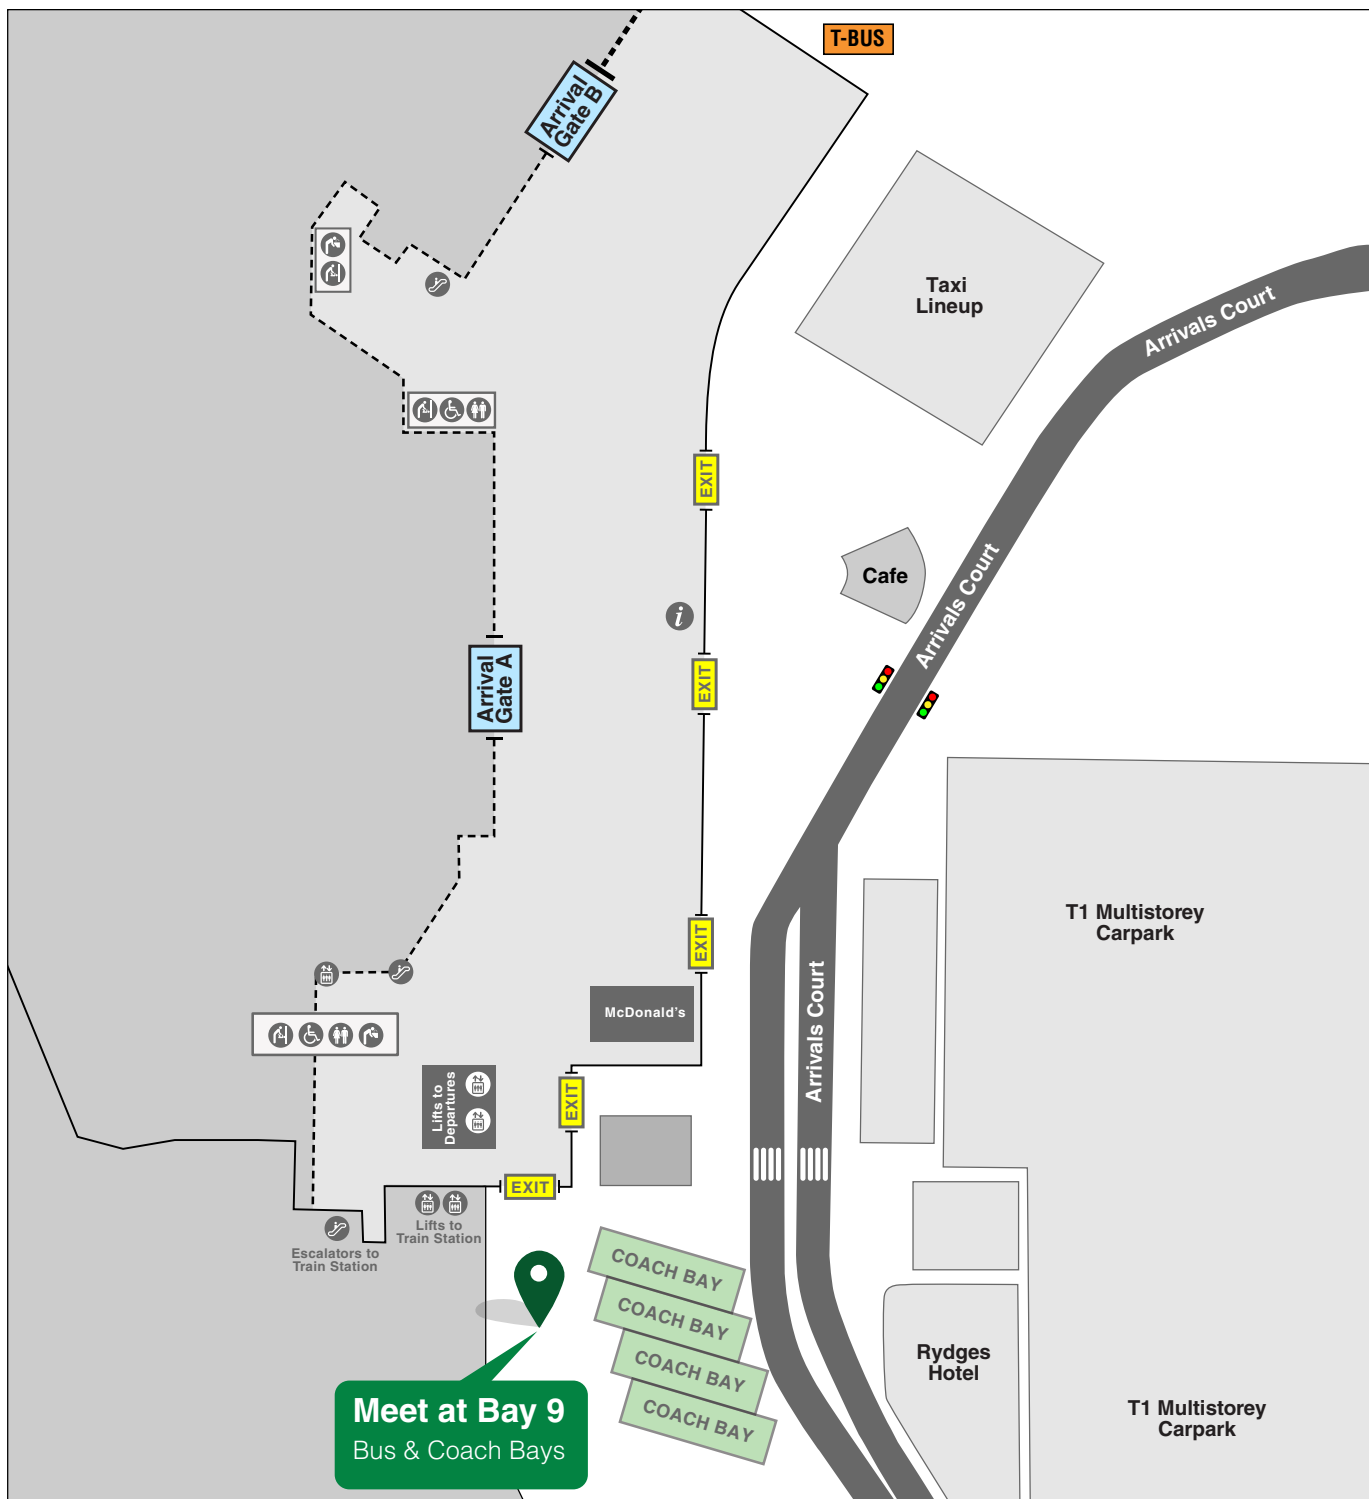 T-BUS
Arrival
Gate B
Taxi
Lineup
Arrivals Court
EXIT
Cafe
Arrivals Court
i
Arrival
Gate A
EXIT
T1 Multistorey
Carpark
EXIT
Arrivals Court
McDonald's
Lifts to
Departures
EXIT
EXIT
Lifts to
Train Station
Escalators to
Train Station
COACH BAY
COACH BAY
COACH BAY
COACH BAY
Rydges
Hotel
T1 Multistorey
Carpark
Meet at Bay 9
Bus & Coach Bays